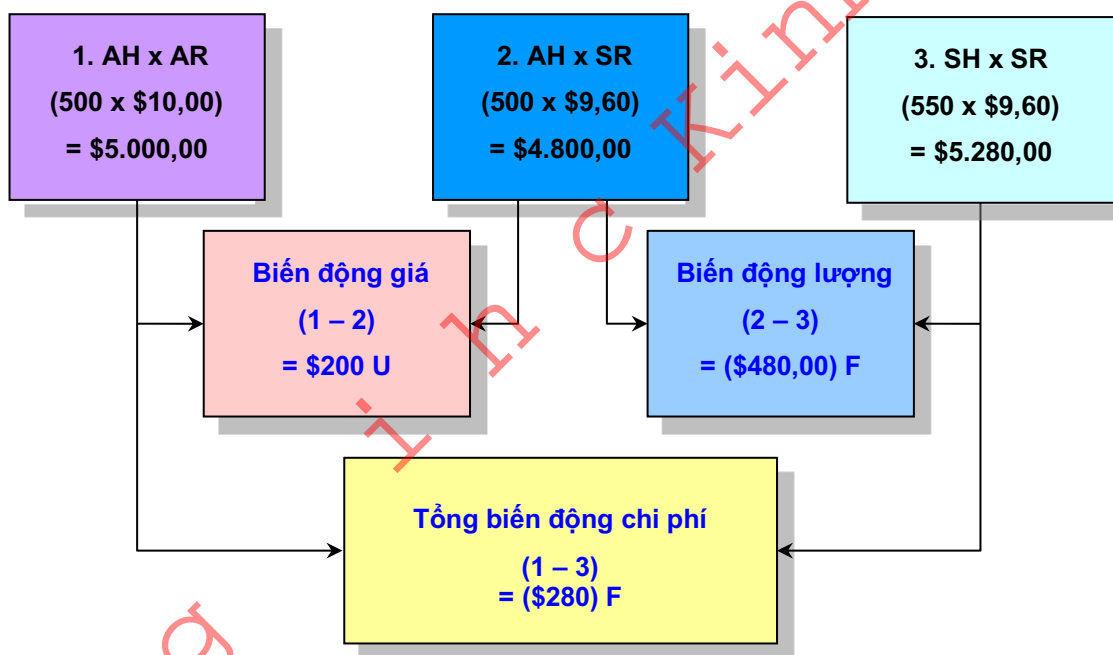 1. AH x AR
(500 x $10,00)
= $5.000,00
2. AH x SR
(500 x $9,60)
= $4.800,00
3. SH x SR
(550 x $9,60)
= $5.280,00
Biến động giá
(1 – 2)
= $200 U
Biến động lượng
(2 – 3)
= ($480,00) F
Tổng biến động chi phí
(1 – 3)
= ($280) F